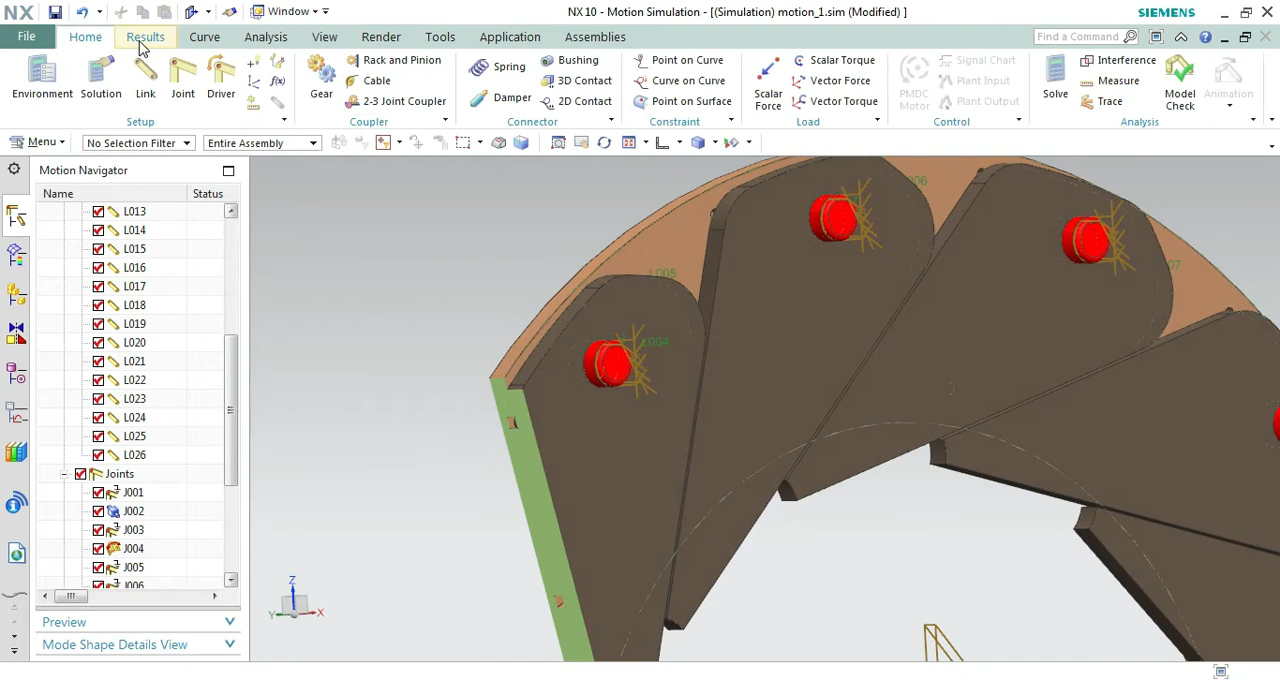 NX
Window
NX 10 - Motion Simulation - [(Simulation) motion_1.sim (Modified) ]
SIEMENS
File
Home
Results
Curve
Analysis
View
Render
Tools
Application
Assemblies
Find a Command
Environment
Solution
Link
Joint
Driver
f(x)
Setup
Gear
Rack and Pinion
Cable
2-3 Joint Coupler
Coupler
Spring
Damper
Bushing
3D Contact
2D Contact
Connector
Point on Curve
Curve on Curve
Point on Surface
Constraint
Scalar Force
Scalar Torque
Vector Force
Vector Torque
Load
PMDC Motor
Signal Chart
Plant Input
Plant Output
Control
Solve
Interference
Measure
Trace
Model Check
Animation
Analysis
Menu
No Selection Filter
Entire Assembly
Motion Navigator
Name
Status
L013
L014
L015
L016
L017
L018
L019
L020
L021
L022
L023
L024
L025
L026
Joints
J001
J002
J003
J004
J005
J006
Preview
Mode Shape Details View
L005
L004
Z
Y
X